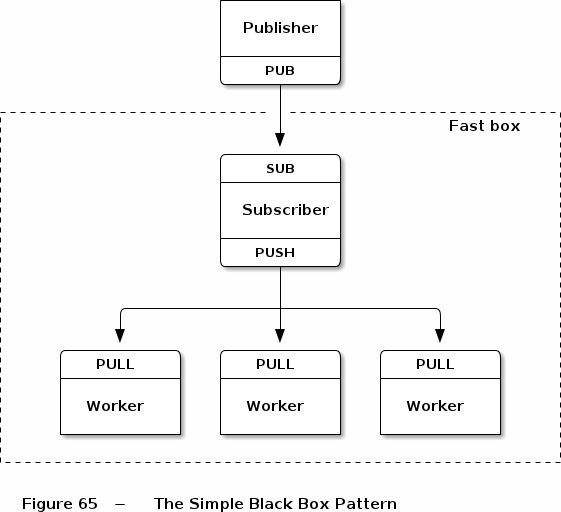 Publisher
PUB
Fast box
SUB
Subscriber
PUSH
PULL PULL PULL
Worker Worker Worker
Figure 65 – The Simple Black Box Pattern